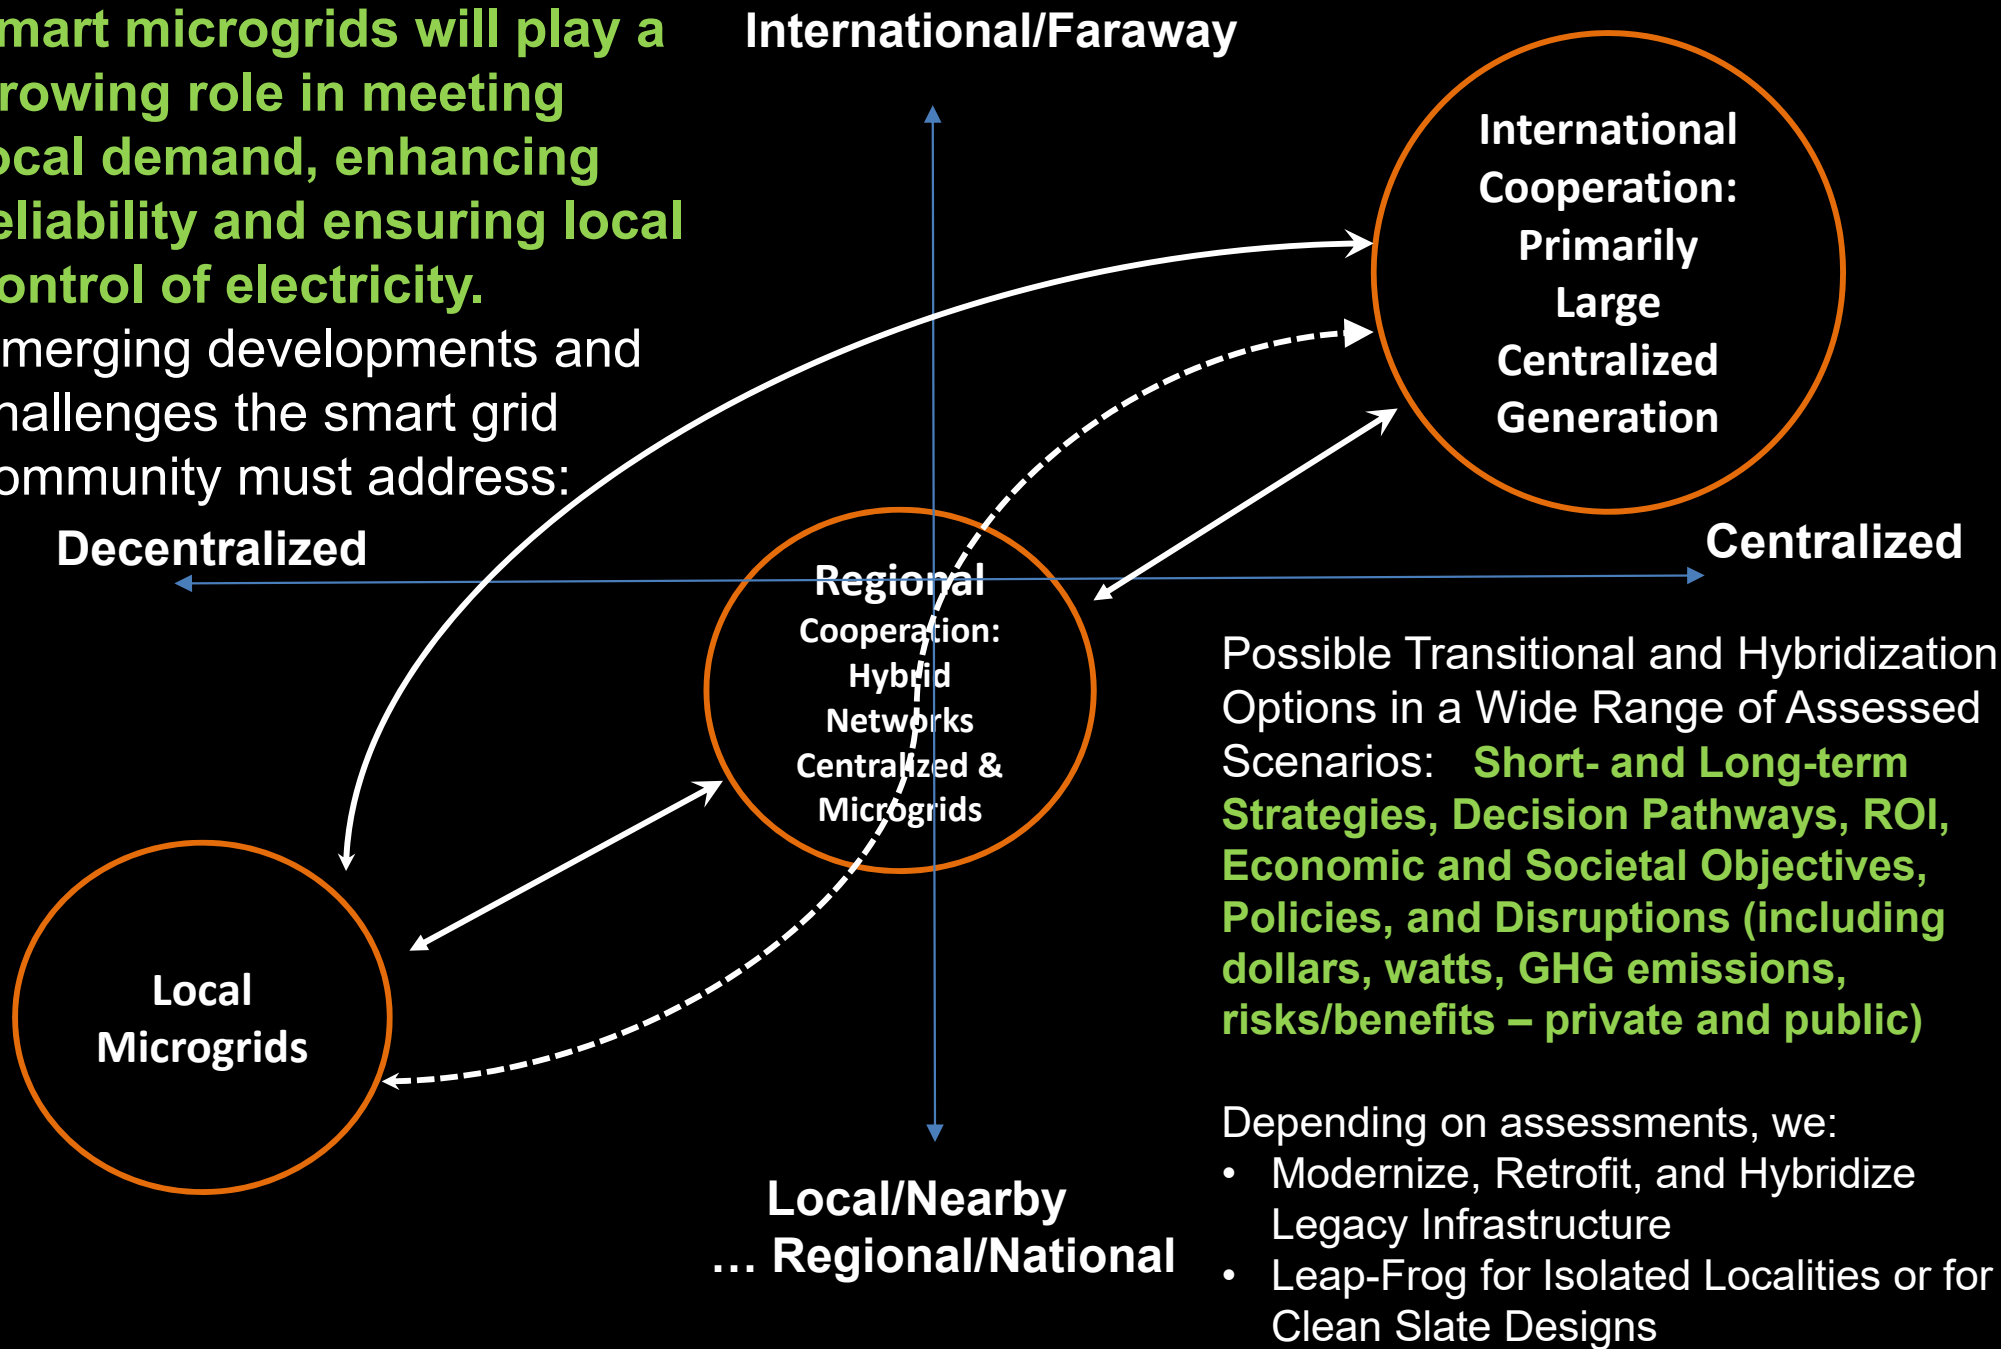 mart microgrids will play a
rowing role in meeting
ocal demand, enhancing
eliability and ensuring local
ontrol of electricity.
merging developments and
hallenges the smart grid
ommunity must address:
International/Faraway
International
Cooperation:
Primarily
Large
Centralized
Generation
Decentralized
Centralized
Regional
Cooperation:
Hybrid
Networks
Centralized &
Microgrids
Local
Microgrids
Local/Nearby
… Regional/National
Possible Transitional and Hybridization
Options in a Wide Range of Assessed
Scenarios: Short- and Long-term
Strategies, Decision Pathways, ROI,
Economic and Societal Objectives,
Policies, and Disruptions (including
dollars, watts, GHG emissions,
risks/benefits – private and public)
Depending on assessments, we:
• Modernize, Retrofit, and Hybridize
Legacy Infrastructure
• Leap-Frog for Isolated Localities or for
Clean Slate Designs